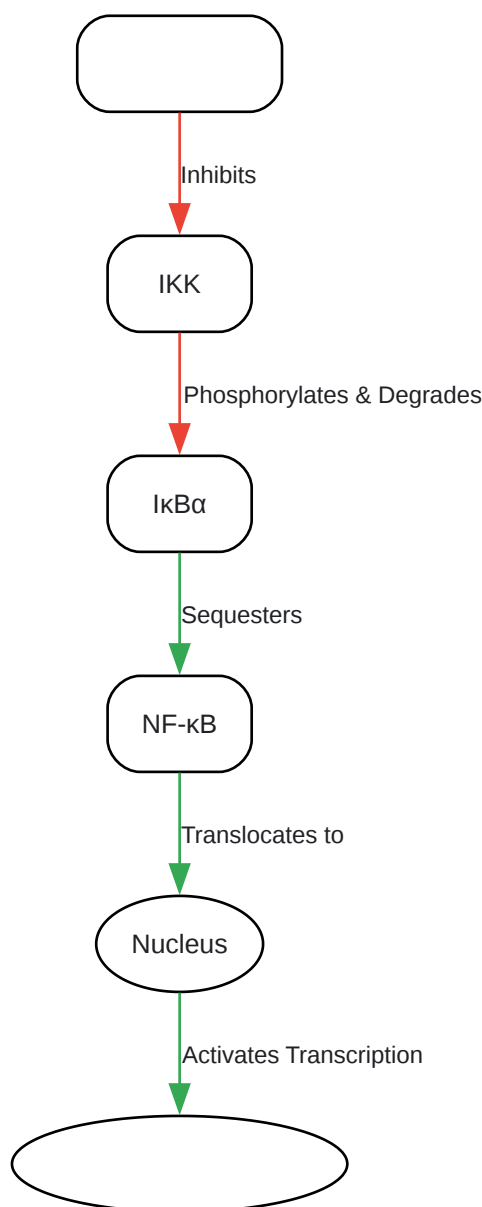 Inhibits
IKK
Phosphorylates & Degrades
IκBα
Sequesters
NF-κB
Translocates to
Nucleus
Activates Transcription